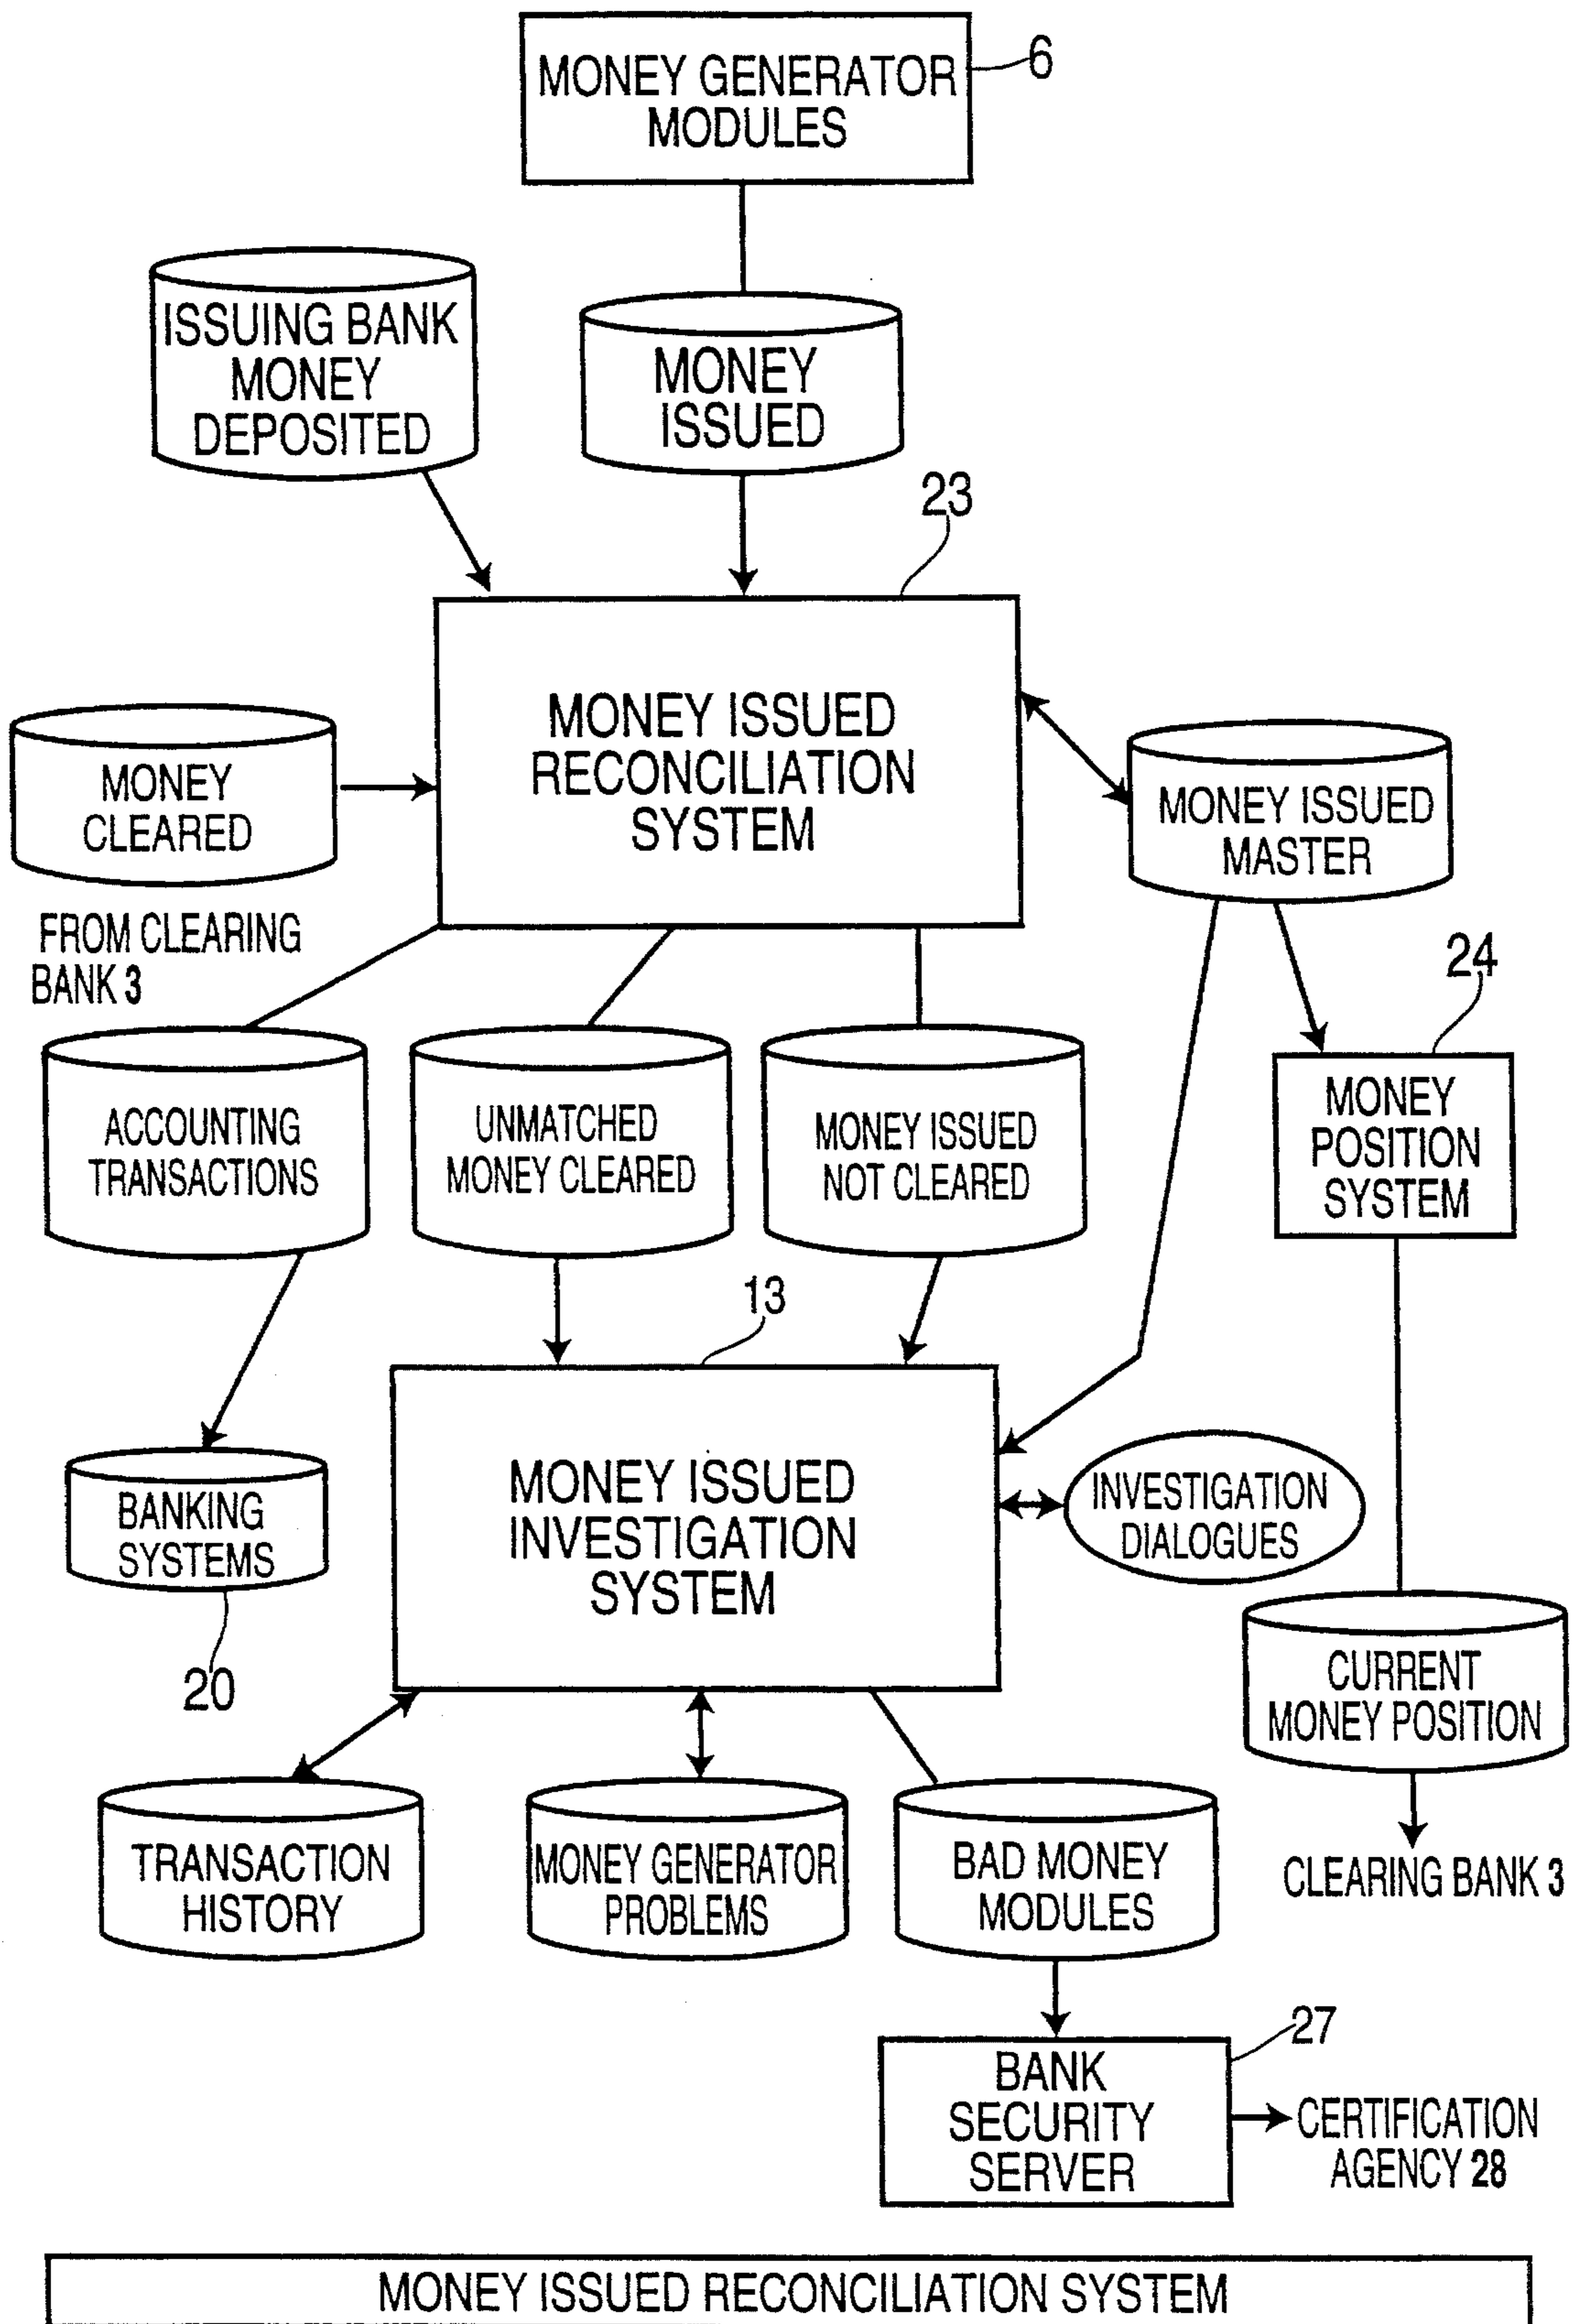 MONEY GENERATOR
MODULES
6
ISSUING BANK
MONEY
DEPOSITED
MONEY
ISSUED
23
MONEY ISSUED
RECONCILIATION
SYSTEM
MONEY
CLEARED
FROM CLEARING
BANK 3
MONEY ISSUED
MASTER
24
MONEY
POSITION
SYSTEM
ACCOUNTING
TRANSACTIONS
UNMATCHED
MONEY CLEARED
MONEY ISSUED
NOT CLEARED
13
MONEY ISSUED
INVESTIGATION
SYSTEM
INVESTIGATION
DIALOGUES
BANKING
SYSTEMS
20
CURRENT
MONEY POSITION
CLEARING BANK 3
TRANSACTION
HISTORY
MONEY GENERATOR
PROBLEMS
BAD MONEY
MODULES
27
BANK
SECURITY
SERVER
CERTIFICATION
AGENCY 28
MONEY ISSUED RECONCILIATION SYSTEM